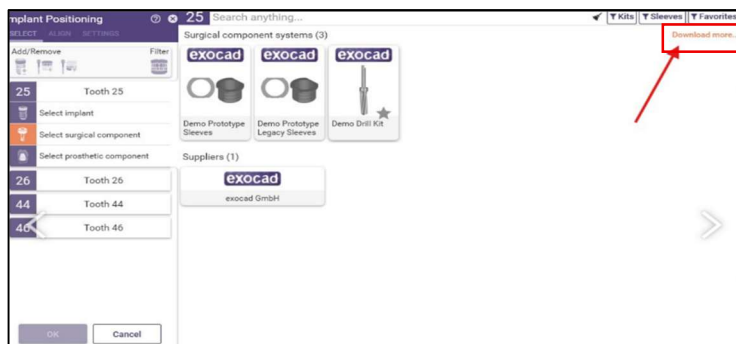 mplant Positioning
SELECT ALIGN SETTINGS
Add/Remove Filter
25 Tooth 25
Select implant
Select surgical component
Select prosthetic component
26 Tooth 26
44 Tooth 44
46 Tooth 46
OK Cancel
25 Search anything...
Kits Sleeves Favorites
Surgical component systems (3)
Download more...
exocad exocad exocad
Demo Prototype Sleeves
Demo Prototype Legacy Sleeves
Demo Drill Kit
Suppliers (1)
exocad
exocad GmbH